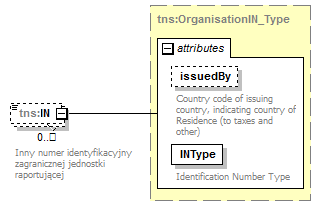 tns:OrganisationIN_Type
attributes
issuedBy
Country code of issuing
country, indicating country of
Residence (to taxes and
other)
INType
Identification Number Type
tns:IN
0..□
Inny numer identyfikacyjny
zagranicznej jednostki
raportującej